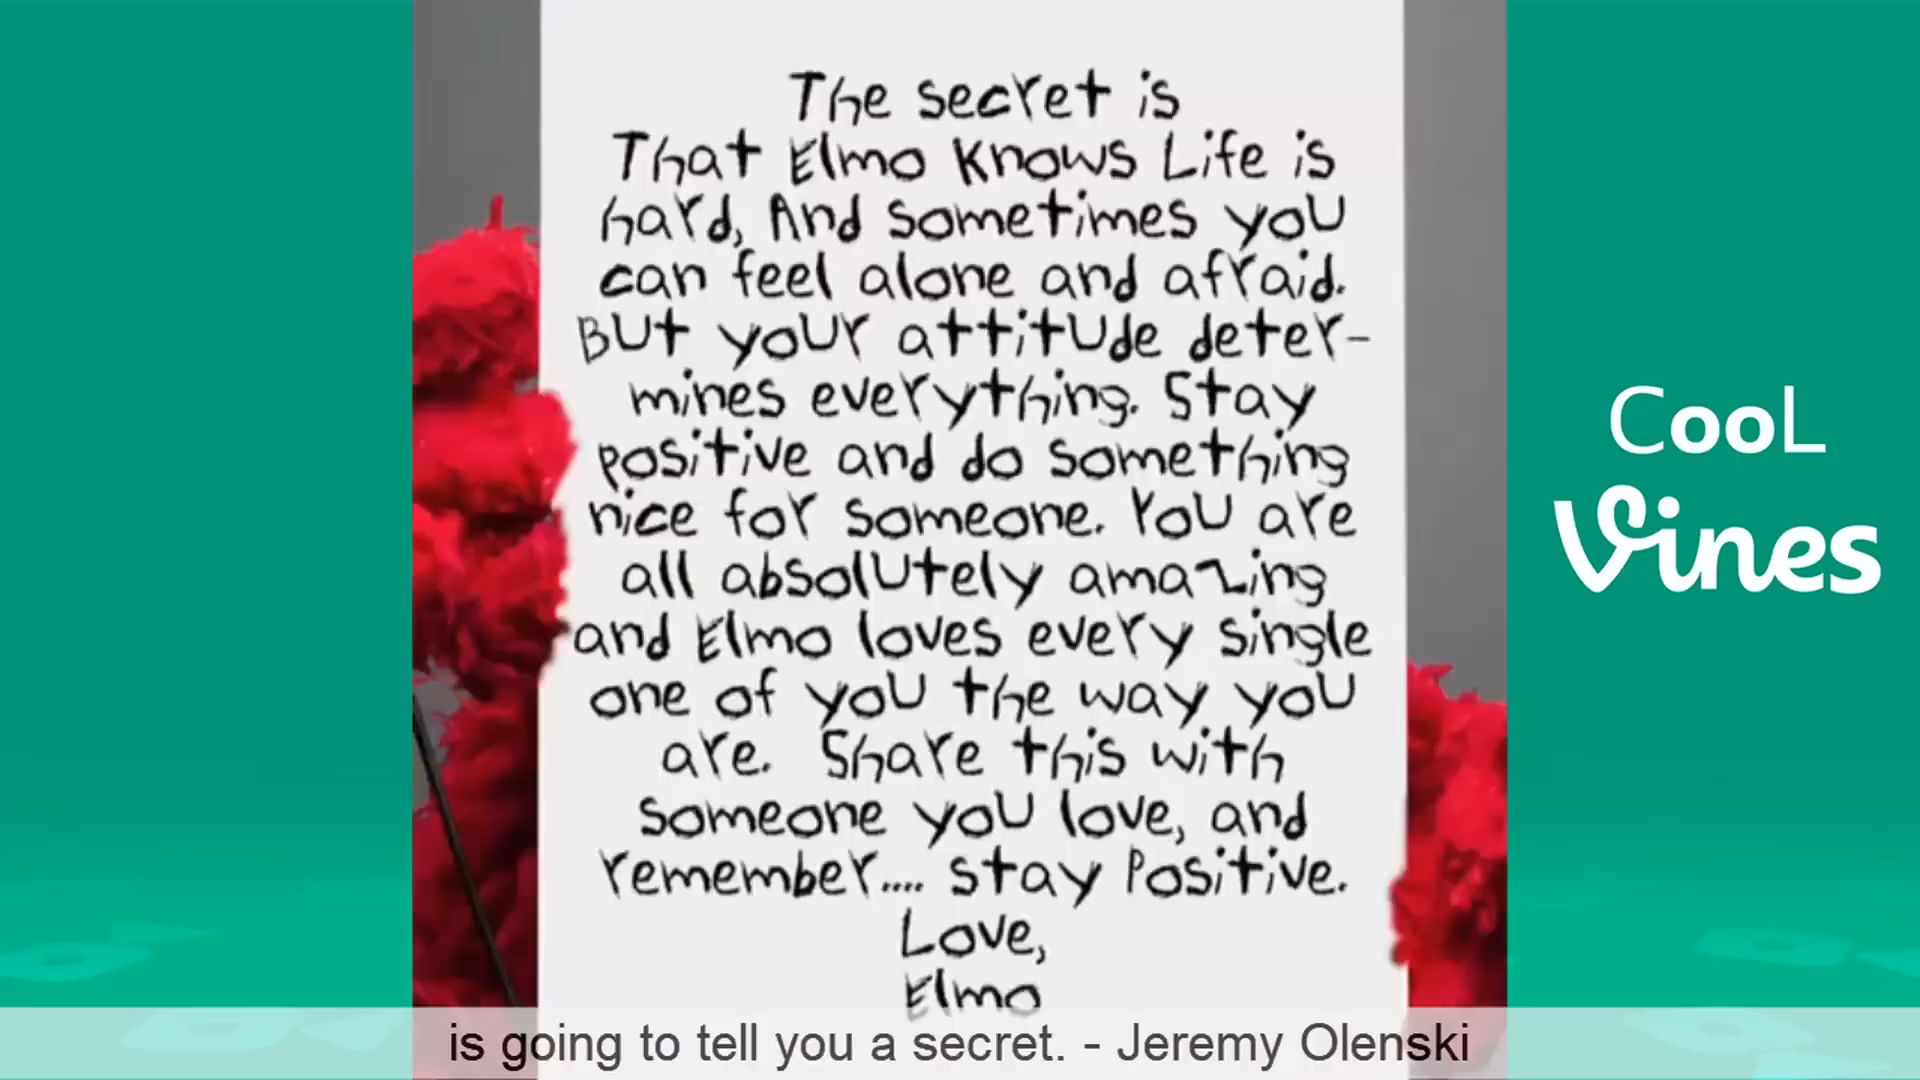 The secret is
That Elmo knows Life is
hard, And sometimes you
can feel alone and afraid.
But your attitude deter-
mines everything. Stay
positive and do something
nice for someone. You are
all absolutely amazing
and Elmo loves every single
one of you the way you
are. Share this with
someone you love, and
remember.... stay Positive.
Love,
Elmo
CooL
Vines
is going to tell you a secret. - Jeremy Olenski